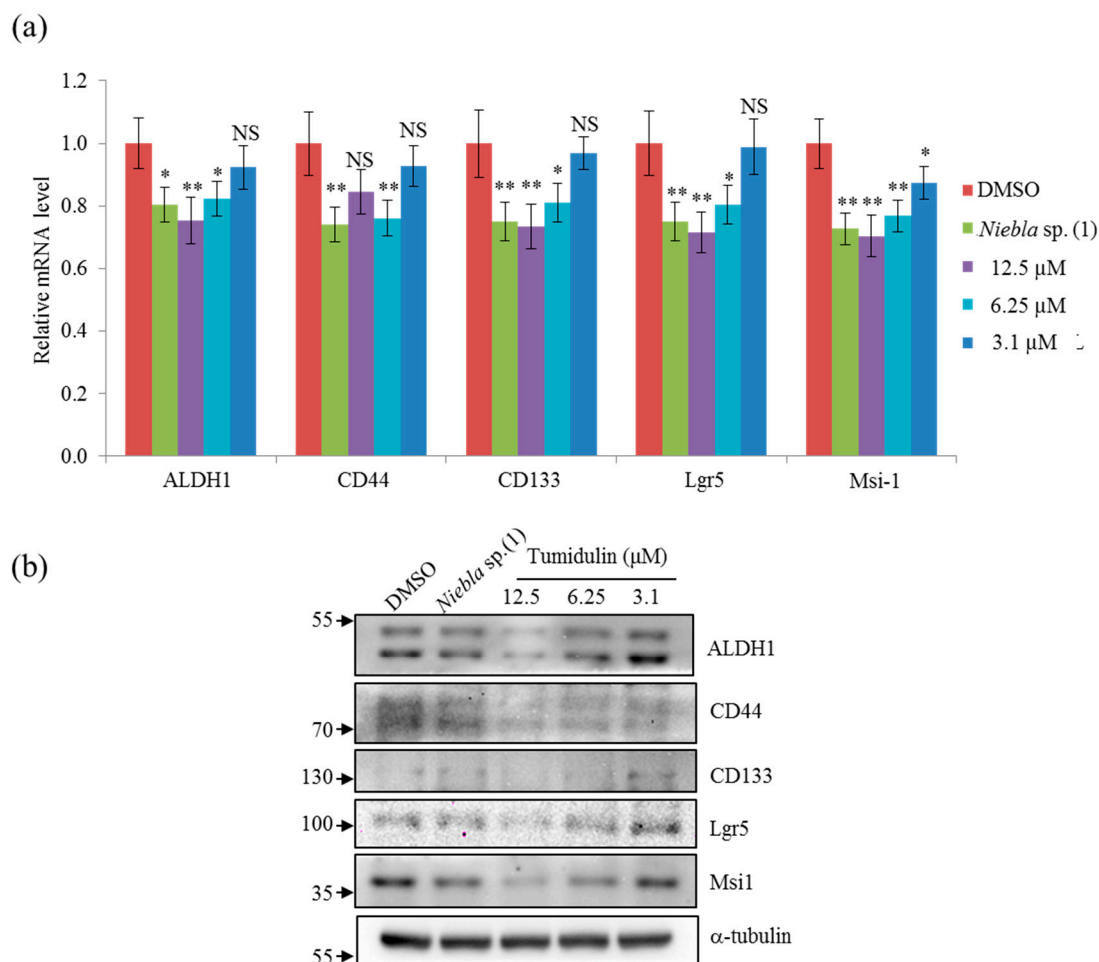 (a)
1.2
1.0
0.8
0.6
0.4
0.2
0.0
Relative mRNA level
* ** * NS
** NS ** NS
** ** * NS
** ** * NS
** ** ** *
ALDH1 CD44 CD133 Lgr5 Msi-1
DMSO
Niebla sp. (1)
12.5 µM
6.25 µM
3.1 µM
(b)
DMSO
Niebla sp.(1)
Tumidulin (µM)
12.5 6.25 3.1
55
ALDH1
70
CD44
130
CD133
100
Lgr5
35
Msi1
55
α-tubulin